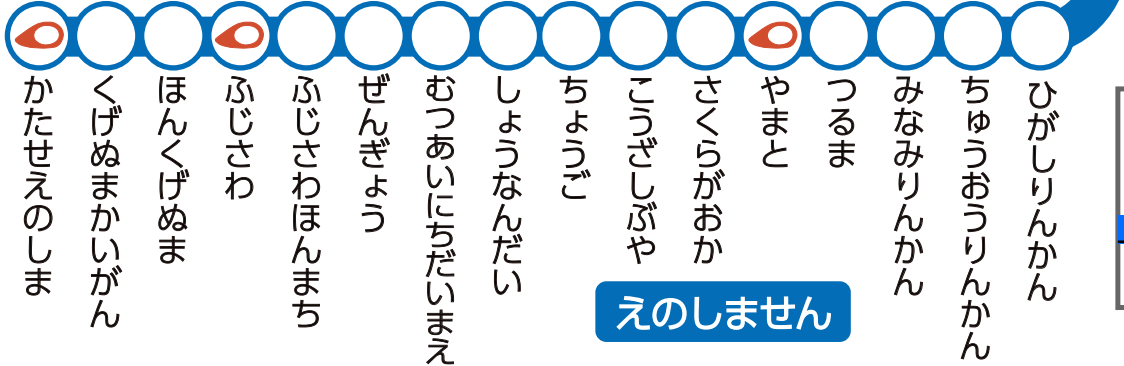 ひがしりんかん
ちゅうおうりんかん
みなみりんかん
つるま
やまと
さくらがおか
こうざしぶや
ちょうご
しょうなんだい
むつあいにちだいまえ
ぜんぎょう
ふじさわほんまち
ふじさわ
ほんくげぬま
くげぬまかいがん
かたせえのしま
えのしません